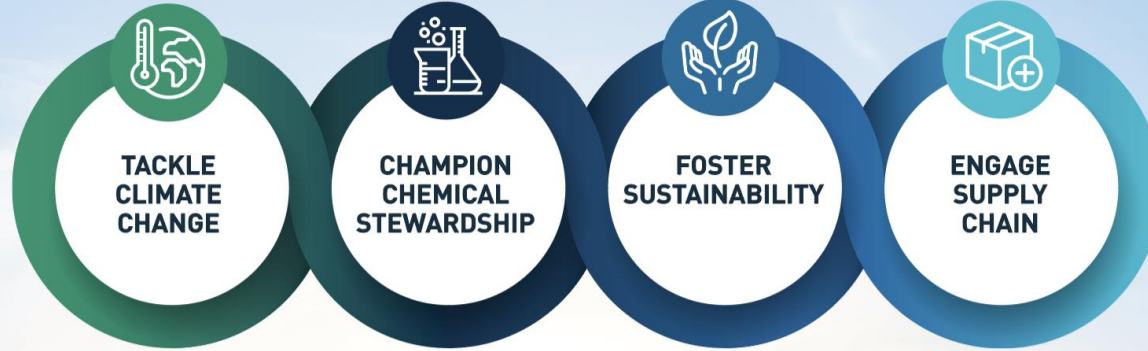 TACKLE
CLIMATE
CHANGE
CHAMPION
CHEMICAL
STEWARDSHIP
FOSTER
SUSTAINABILITY
ENGAGE
SUPPLY
CHAIN